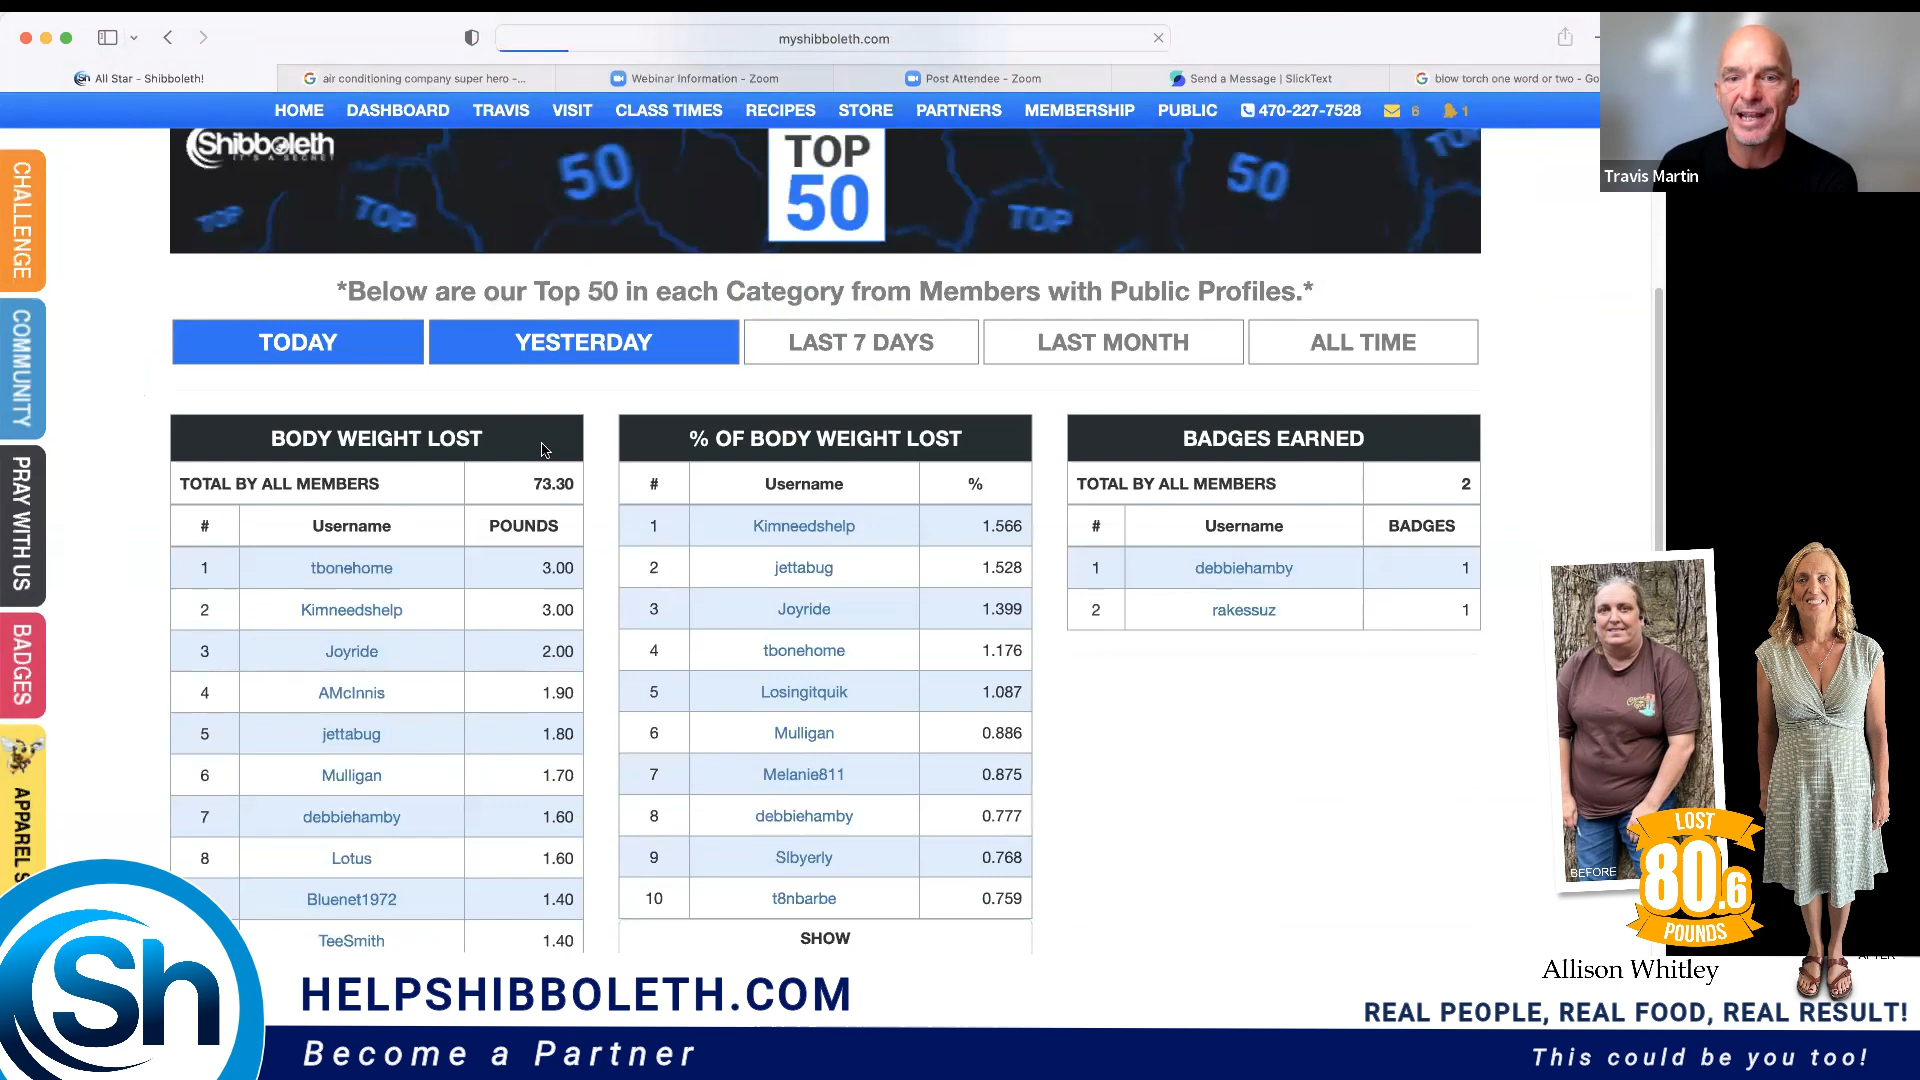 myshibboleth.com
All Star - Shibboleth!
air conditioning company super hero -...
Webinar Information - Zoom
Post Attendee - Zoom
Send a Message | SlickText
blow torch one word or two - Go
HOME DASHBOARD TRAVIS VISIT CLASS TIMES RECIPES STORE PARTNERS MEMBERSHIP PUBLIC 470-227-7528 6 1
Travis Martin
Shibboleth
IT'S A SECRET
TOP
50
TOP
TOP
50
TOP
50
TOP
*Below are our Top 50 in each Category from Members with Public Profiles.*
TODAY YESTERDAY LAST 7 DAYS LAST MONTH ALL TIME
CHALLENGE
COMMUNITY
PRAY WITH US
BADGES
APPAREL S
BODY WEIGHT LOST
TOTAL BY ALL MEMBERS 73.30
# Username POUNDS
1 tbonehome 3.00
2 Kimneedshelp 3.00
3 Joyride 2.00
4 AMcInnis 1.90
5 jettabug 1.80
6 Mulligan 1.70
7 debbiehamby 1.60
8 Lotus 1.60
Bluenet1972 1.40
TeeSmith 1.40
% OF BODY WEIGHT LOST
# Username %
1 Kimneedshelp 1.566
2 jettabug 1.528
3 Joyride 1.399
4 tbonehome 1.176
5 Losingitquik 1.087
6 Mulligan 0.886
7 Melanie811 0.875
8 debbiehamby 0.777
9 Slbyerly 0.768
10 t8nbarbe 0.759
SHOW
BADGES EARNED
TOTAL BY ALL MEMBERS 2
# Username BADGES
1 debbiehamby 1
2 rakessuz 1
BEFORE
LOST
80.6
POUNDS
AFTER
Allison Whitley
Sh
HELPSHIBBOLETH.COM
Become a Partner
REAL PEOPLE, REAL FOOD, REAL RESULT!
This could be you too!